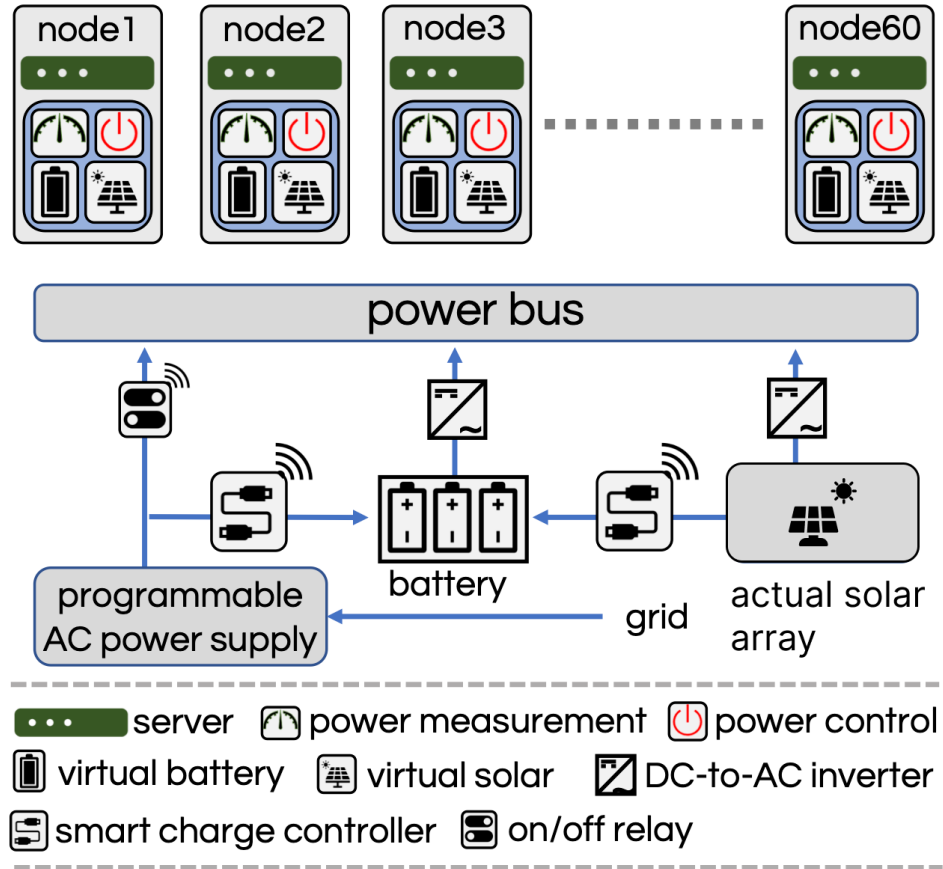 node1 node2 node3 node60
power bus
battery
programmable
AC power supply
grid
actual solar
array
server power measurement power control
virtual battery virtual solar DC-to-AC inverter
smart charge controller on/off relay